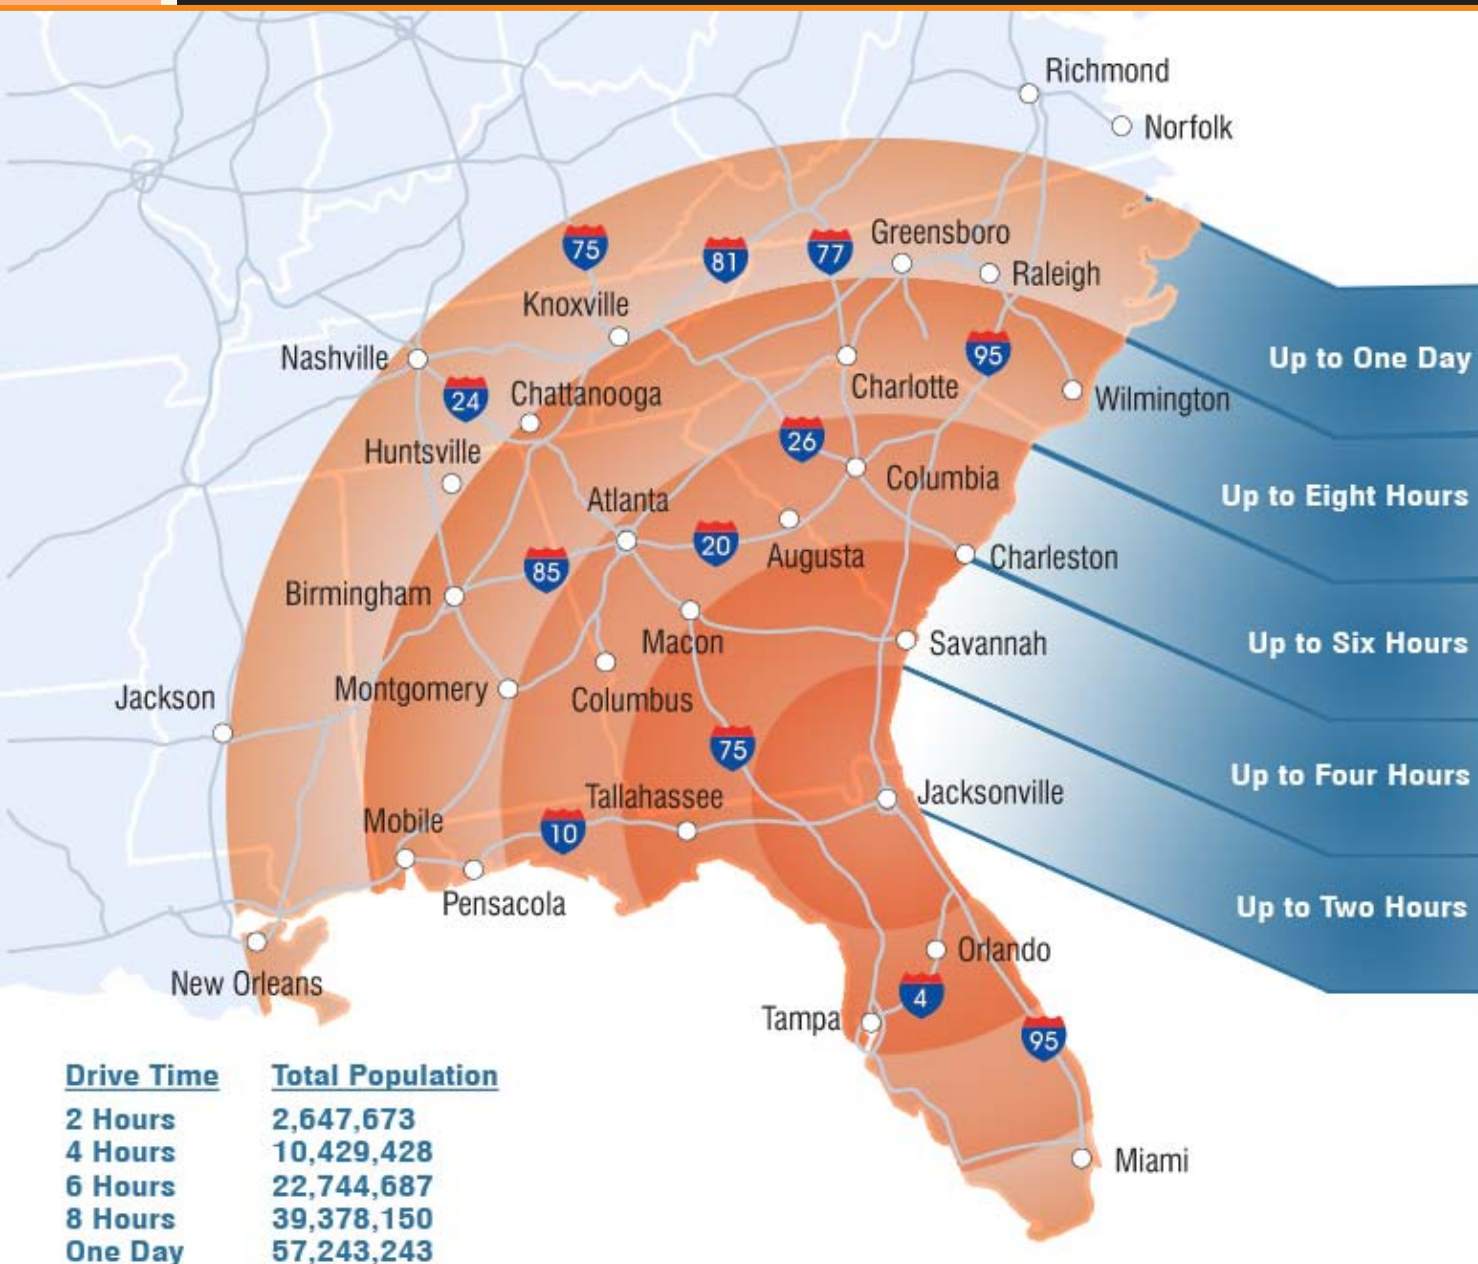 Richmond
Norfolk
Greensboro
75
81
77
Raleigh
Knoxville
Nashville
95
Up to One Day
24
Chattanooga
Charlotte
Wilmington
Huntsville
26
Columbia
Up to Eight Hours
Atlanta
20
Augusta
Charleston
85
Birmingham
Macon
Savannah
Up to Six Hours
Jackson
Montgomery
Columbus
75
Up to Four Hours
Tallahassee
Jacksonville
Mobile
10
Pensacola
Up to Two Hours
Orlando
New Orleans
4
Tampa
95
Miami
Drive Time Total Population
2 Hours 2,647,673
4 Hours 10,429,428
6 Hours 22,744,687
8 Hours 39,378,150
One Day 57,243,243